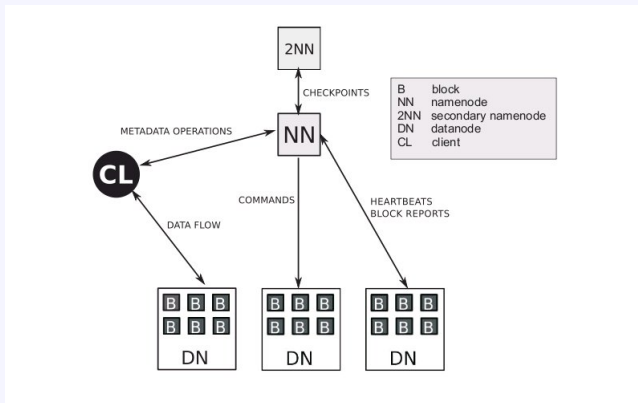 2NN
CHECKPOINTS
B block
NN namenode
2NN secondary namenode
DN datanode
CL client
METADATA OPERATIONS
NN
CL
COMMANDS
HEARTBEATS
BLOCK REPORTS
DATA FLOW
B B B
B B B
DN
B B B
B B B
DN
B B B
B B B
DN